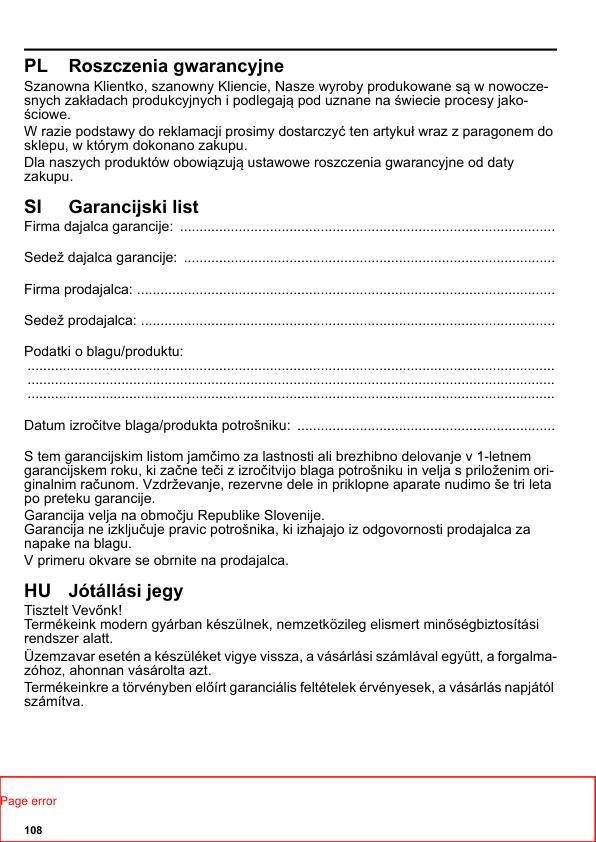 PL Roszczenia gwarancyjne
Szanowna Klientko, szanowny Kliencie, Nasze wyroby produkowane są w nowocze-
snych zakładach produkcyjnych i podlegają pod uznane na świecie procesy jako-
ściowe.
W razie podstawy do reklamacji prosimy dostarczyć ten artykuł wraz z paragonem do
sklepu, w którym dokonano zakupu.
Dla naszych produktów obowiązują ustawowe roszczenia gwarancyjne od daty
zakupu.
SI Garancijski list
Firma dajalca garancije: ................................................................................................
Sedež dajalca garancije: ...............................................................................................
Firma prodajalca: ...........................................................................................................
Sedež prodajalca: ..........................................................................................................
Podatki o blagu/produktu:
.......................................................................................................................................
.......................................................................................................................................
.......................................................................................................................................
Datum izročitve blaga/produkta potrošniku: ..................................................................
S tem garancijskim listom jamčimo za lastnosti ali brezhibno delovanje v 1-letnem
garancijskem roku, ki začne teči z izročitvijo blaga potrošniku in velja s priloženim ori-
ginalnim računom. Vzdrževanje, rezervne dele in priklopne aparate nudimo še tri leta
po preteku garancije.
Garancija velja na območju Republike Slovenije.
Garancija ne izključuje pravic potrošnika, ki izhajajo iz odgovornosti prodajalca za
napake na blagu.
V primeru okvare se obrnite na prodajalca.
HU Jótállási jegy
Tisztelt Vevőnk!
Termékeink modern gyárban készülnek, nemzetközileg elismert minőségbiztosítási
rendszer alatt.
Üzemzavar esetén a készüléket vigye vissza, a vásárlási számlával együtt, a forgalma-
zóhoz, ahonnan vásárolta azt.
Termékeinkre a törvényben előírt garanciális feltételek érvényesek, a vásárlás napjától
számítva.
Page error
108